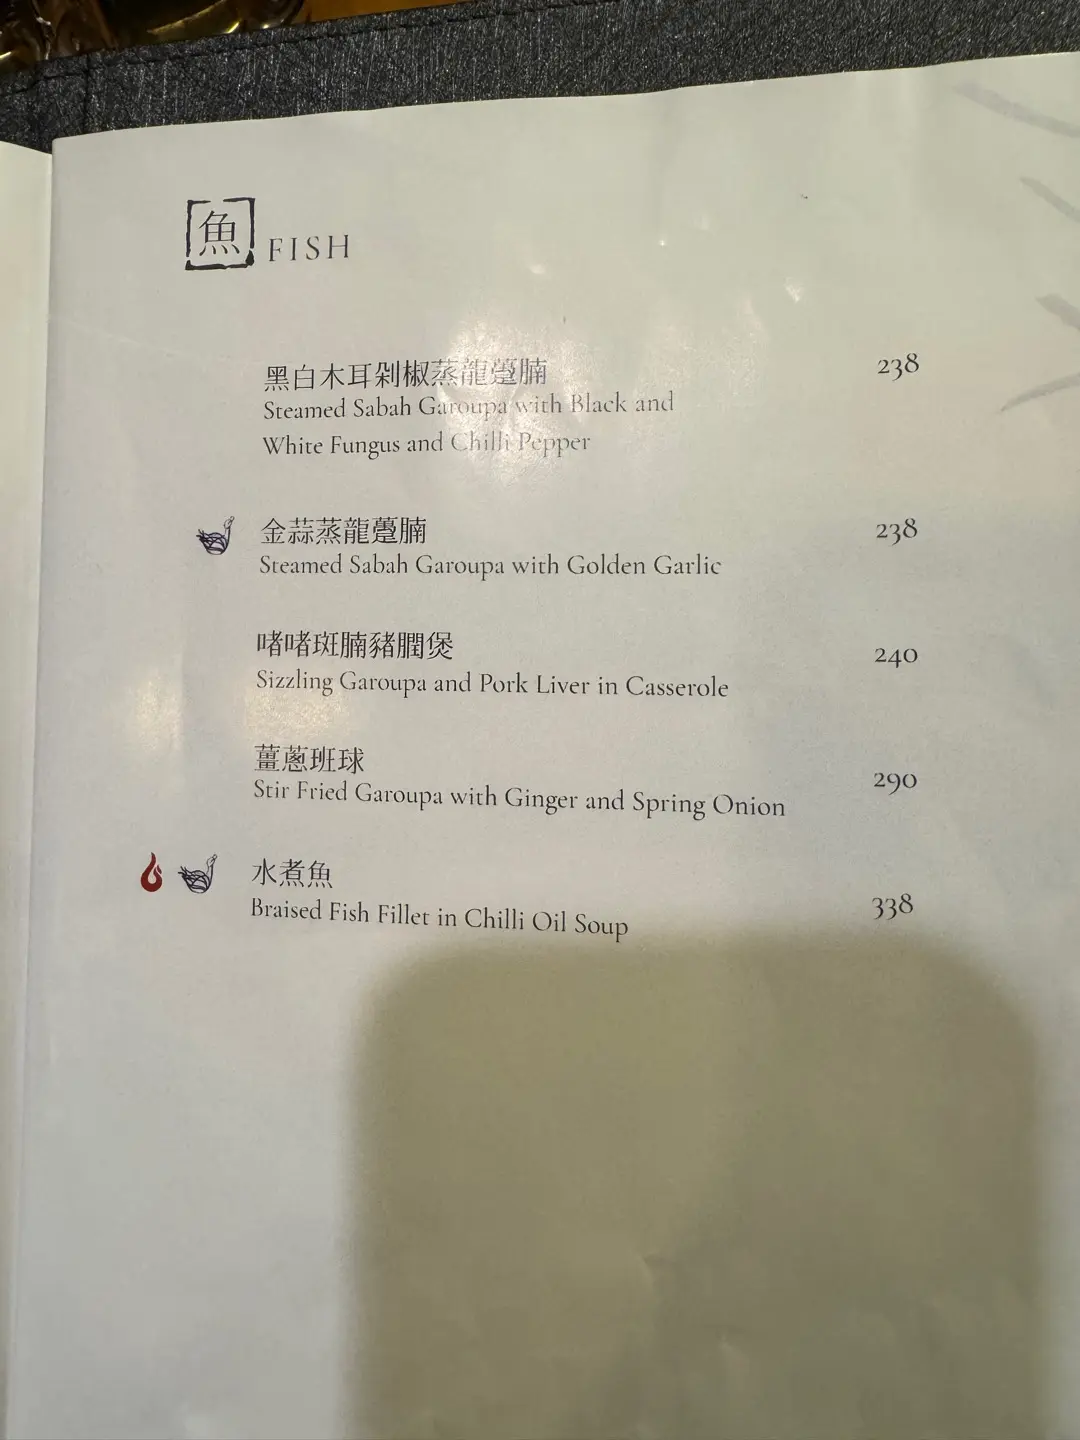 魚 FISH
黑白木耳剁椒蒸龍躉腩 238
Steamed Sabah Garoupa with Black and
White Fungus and Chilli Pepper
金蒜蒸龍躉腩 238
Steamed Sabah Garoupa with Golden Garlic
啫啫斑腩豬膶煲 240
Sizzling Garoupa and Pork Liver in Casserole
薑蔥班球 290
Stir Fried Garoupa with Ginger and Spring Onion
水煮魚 338
Braised Fish Fillet in Chilli Oil Soup